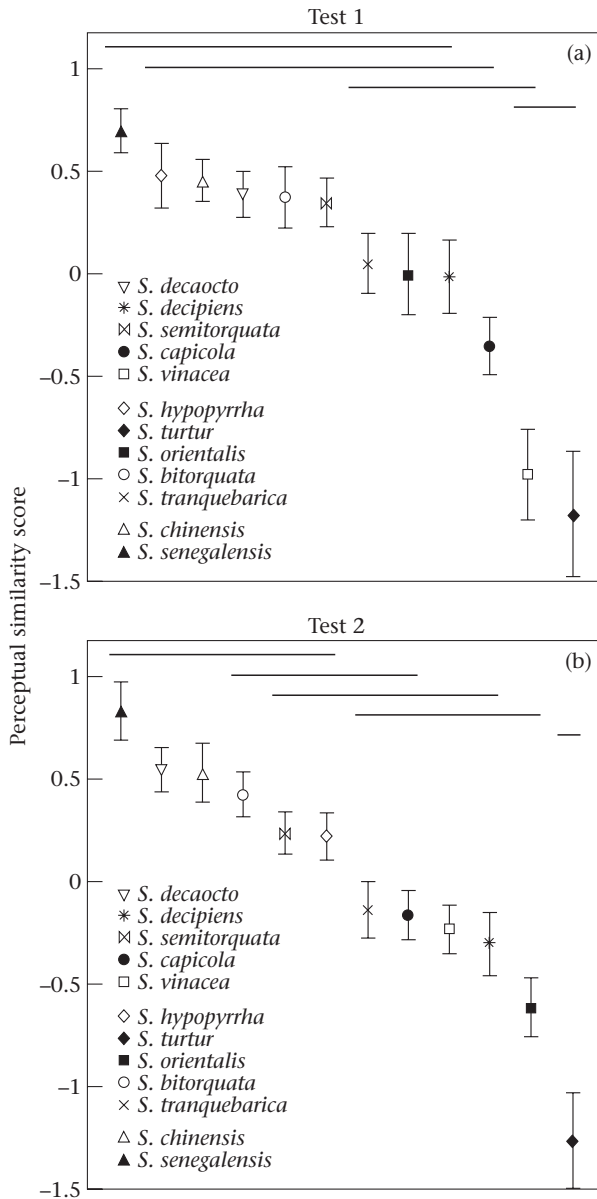 Test 1
(a)
1
0.5
0
S. decaocto
S. decipiens
S. semitorquata
S. capicola
S. vinacea
–0.5
S. hypopyrrha
S. turtur
S. orientalis
S. bitorquata
–1
S. tranquebarica
S. chinensis
S. senegalensis
–1.5
Perceptual similarity score
Test 2
(b)
1
0.5
0
S. decaocto
S. decipiens
S. semitorquata
S. capicola
S. vinacea
–0.5
S. hypopyrrha
S. turtur
S. orientalis
S. bitorquata
–1
S. tranquebarica
S. chinensis
S. senegalensis
–1.5